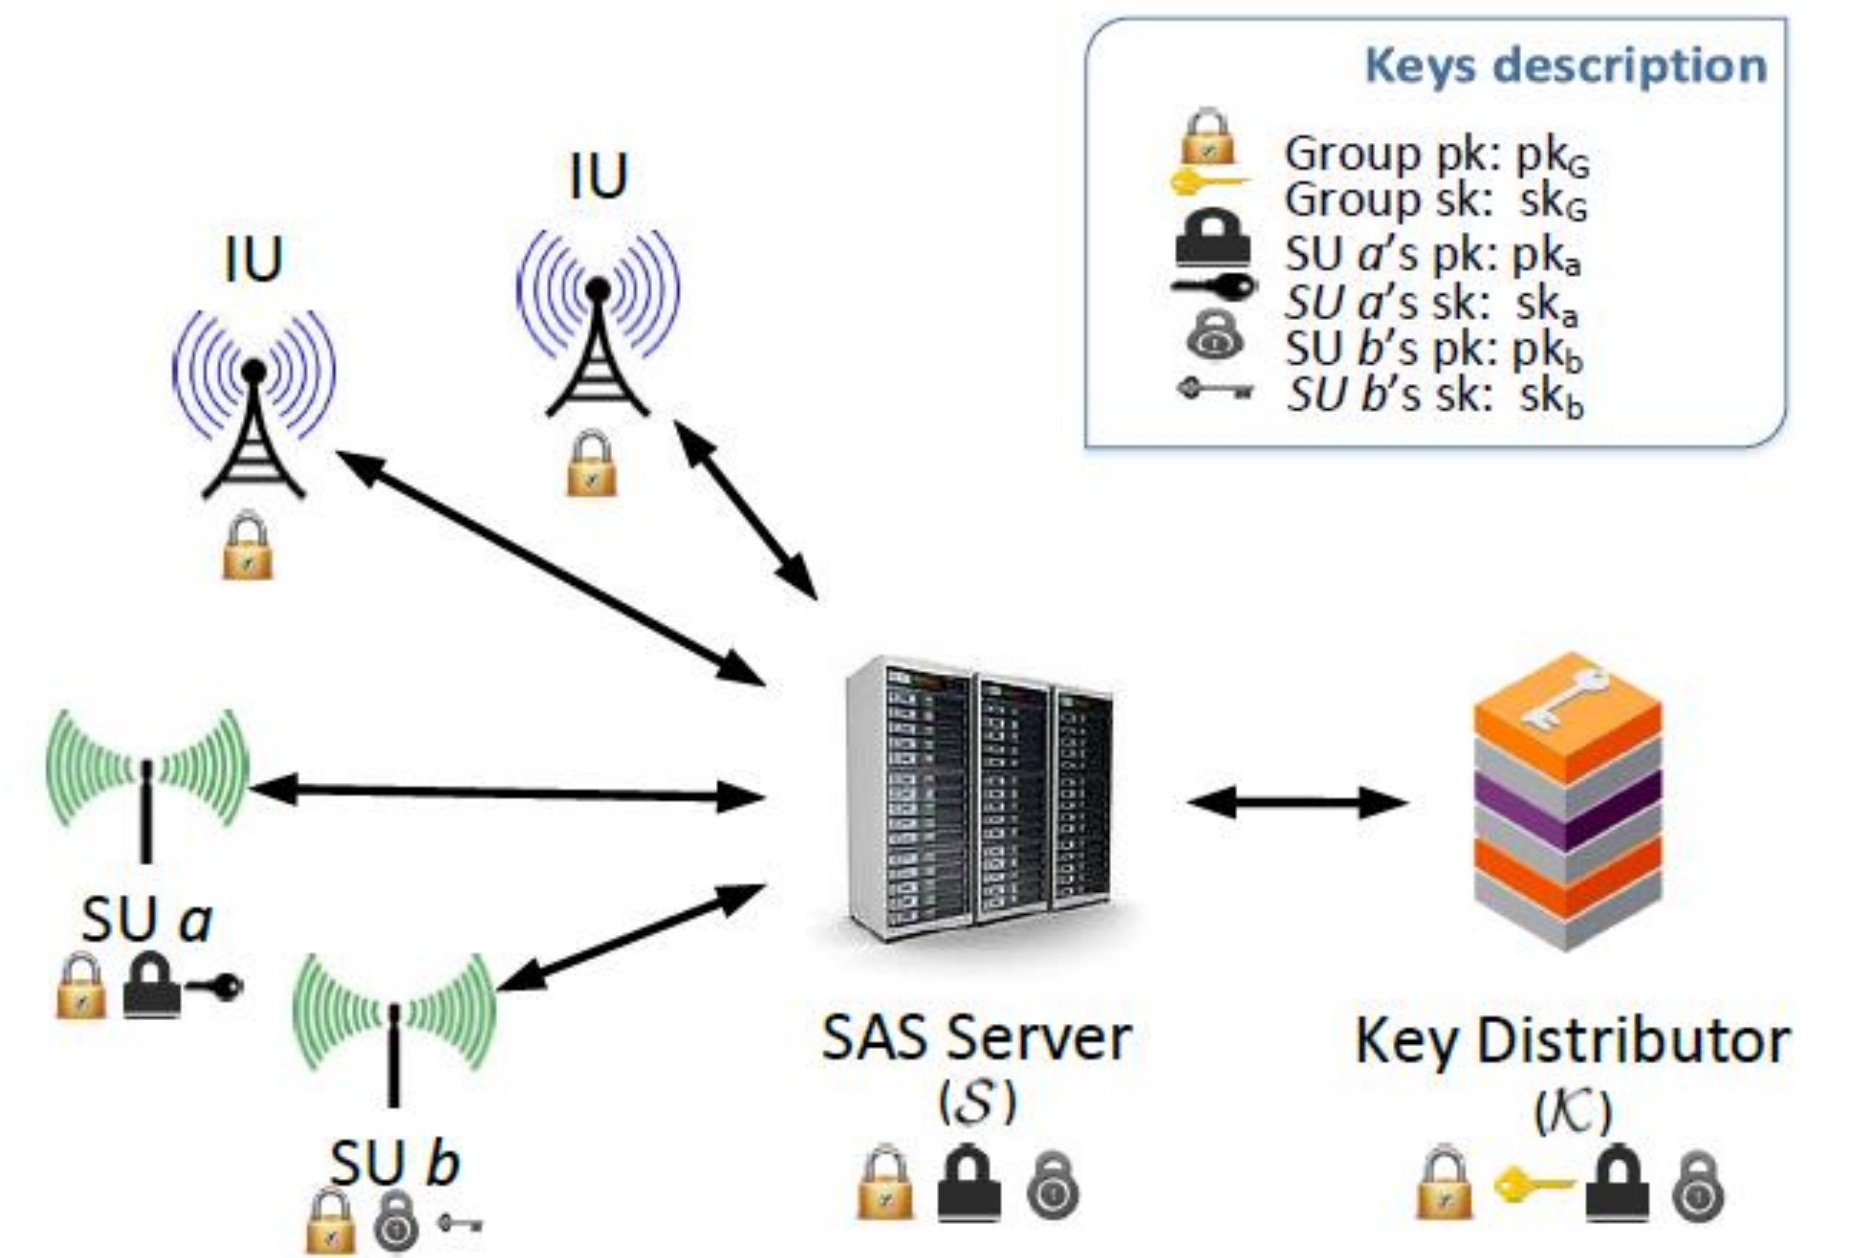 Keys description
Group pk: pkG
Group sk: skG
SU a's pk: pka
SU a's sk: ska
SU b's pk: pkb
SU b's sk: skb
IU
IU
SU a
SU b
SAS Server
(S)
Key Distributor
(K)